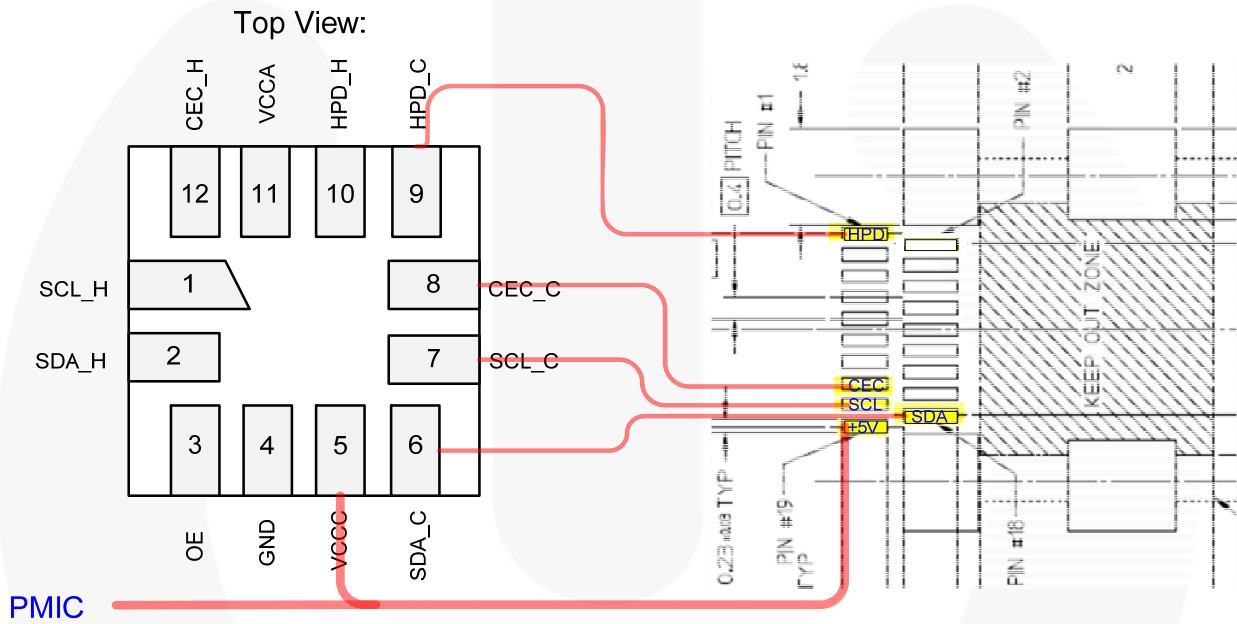 Top View:
CEC_H
VCCA
HPD_H
HPD_C
12
11
10
9
SCL_H
1
8
CEC_C
SDA_H
2
7
SCL_C
3
4
5
6
OE
GND
VCCC
SDA_C
PMIC
0.4 PITCH
PIN #1
PIN #2
2
HPD
CEC
SCL
+5V
SDA
KEEP OUT ZONE
TYP
PIN #19
TYP
PIN #18